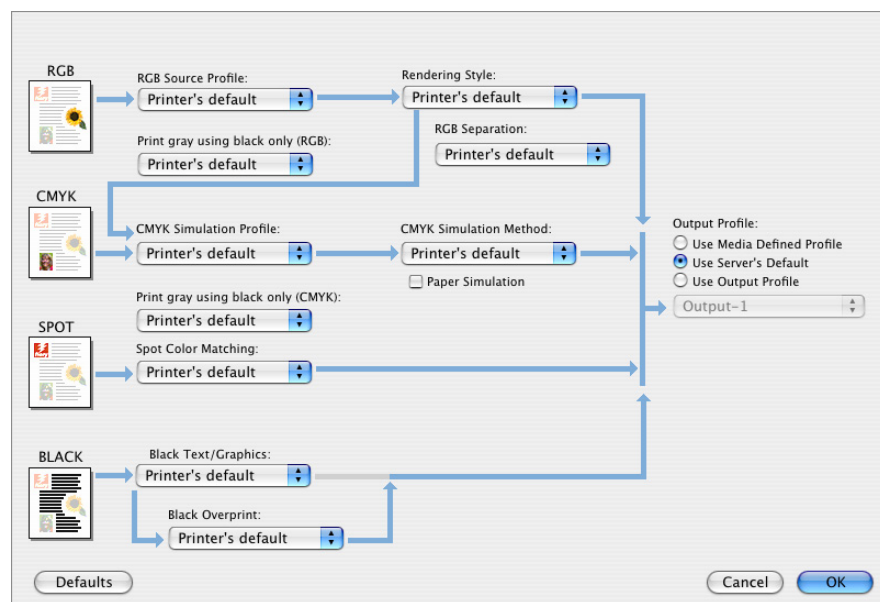 RGB
RGB Source Profile:
Printer's default
Rendering Style:
Printer's default
Print gray using black only (RGB):
Printer's default
RGB Separation:
Printer's default
CMYK
CMYK Simulation Profile:
Printer's default
CMYK Simulation Method:
Printer's default
Paper Simulation
Output Profile:
Use Media Defined Profile
Use Server's Default
Use Output Profile
Output-1
Print gray using black only (CMYK):
Printer's default
SPOT
Spot Color Matching:
Printer's default
BLACK
Black Text/Graphics:
Printer's default
Black Overprint:
Printer's default
Defaults
Cancel
OK